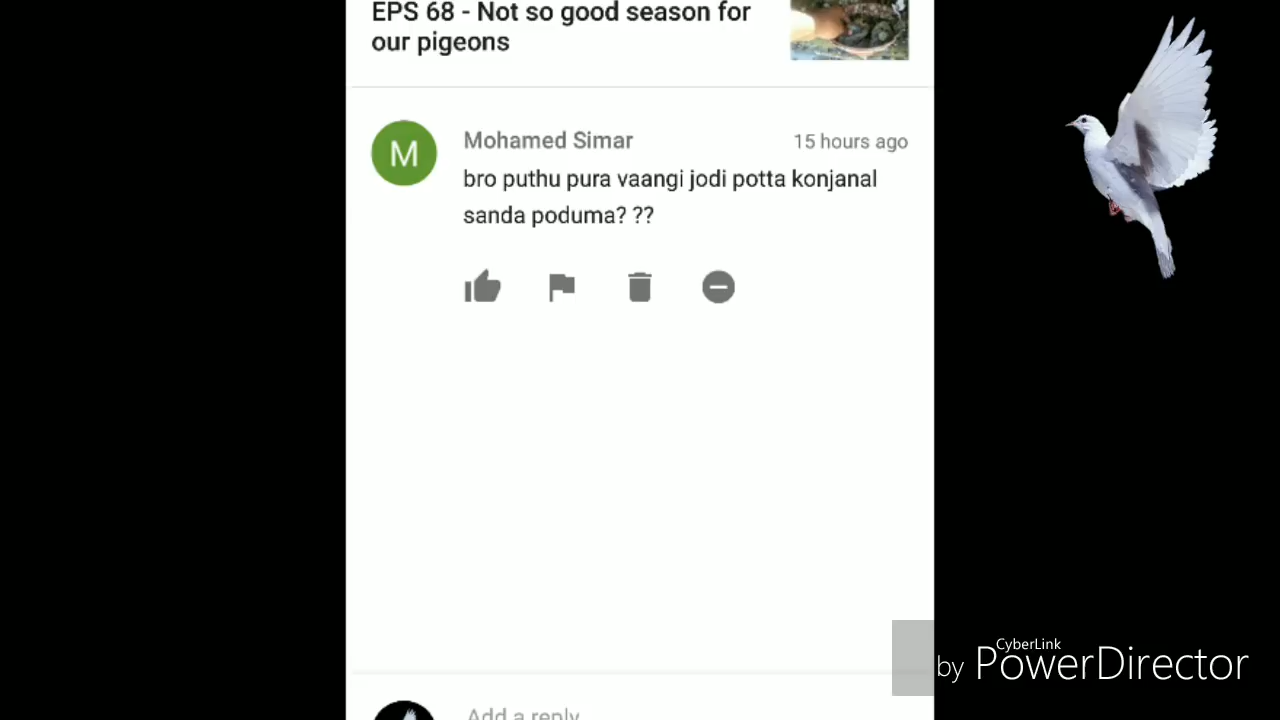 EPS 68 - Not so good season for
our pigeons
M
Mohamed Simar
15 hours ago
bro puthu pura vaangi jodi potta konjanal
sanda poduma? ??
Add a reply
CyberLink
by PowerDirector